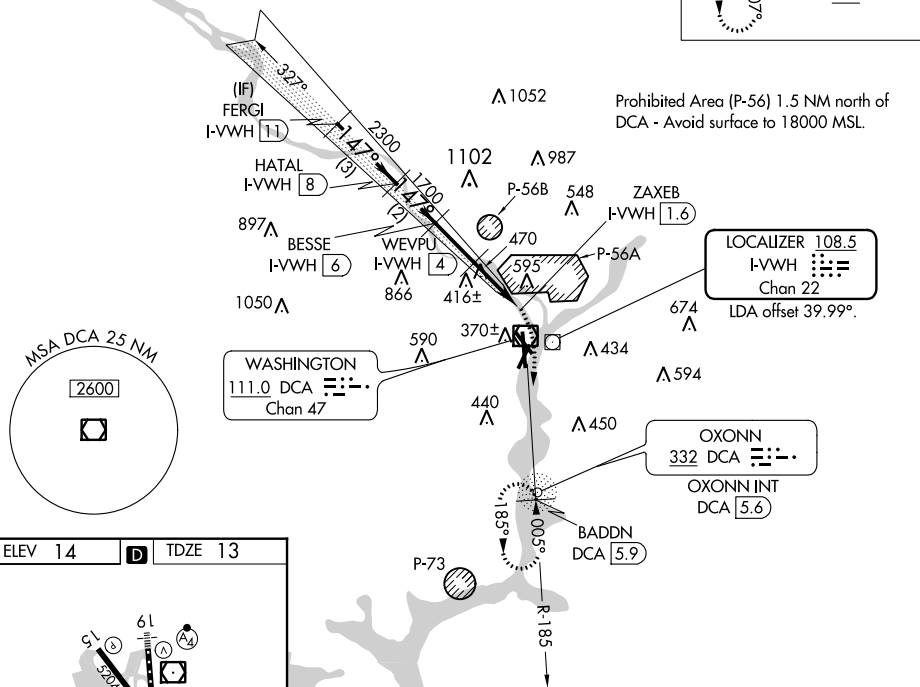 07°
327°
(IF)
FERGI
I-VWH 11
147°
2300
(3)
HATAL
I-VWH 8
1700
147°
(2)
1052
Prohibited Area (P-56) 1.5 NM north of
DCA - Avoid surface to 18000 MSL.
1102
987
P-56B
548
ZAXEB
I-VWH 1.6
897
BESSE
I-VWH 6
WEVPU
I-VWH 4
470
P-56A
595
866
416±
1050
LOCALIZER 108.5
I-VWH
Chan 22
LDA offset 39.99°.
674
370±
590
434
594
MSA DCA 25 NM
2600
WASHINGTON
111.0 DCA
Chan 47
440
450
OXONN
332 DCA
OXONN INT
DCA 5.6
185°
005°
BADDN
DCA 5.9
P-73
R-185
ELEV 14
D
TDZE 13
15
P
19
V
A4
5204